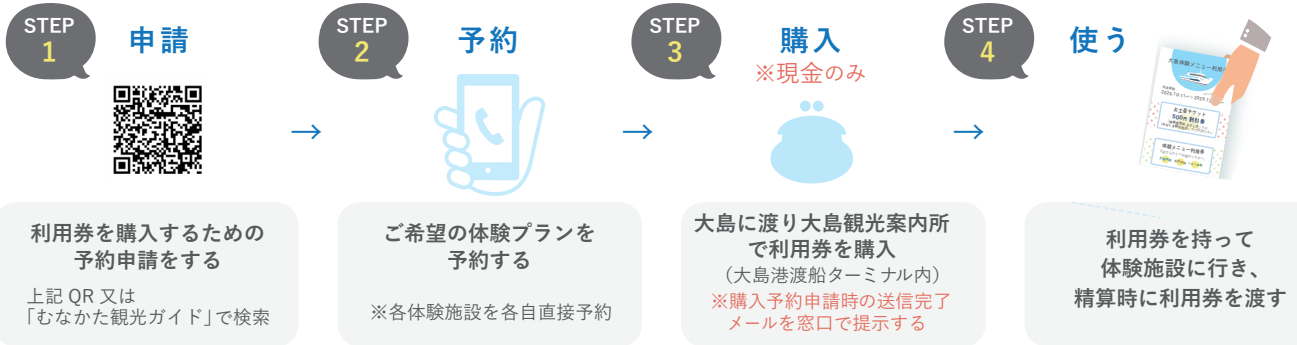 STEP
1
申請
利用券を購入するための
予約申請をする
上記 QR 又は
「むなかた観光ガイド」で検索
→
STEP
2
予約
ご希望の体験プランを
予約する
※各体験施設を各自直接予約
→
STEP
3
購入
※現金のみ
大島に渡り大島観光案内所
で利用券を購入
（大島港渡船ターミナル内）
※購入予約申請時の送信完了
メールを窓口で提示する
→
STEP
4
使う
大島体験メニュー利用
お土産チケット
500円 割引券
体験メニュー利用券
利用券を持って
体験施設に行き、
精算時に利用券を渡す